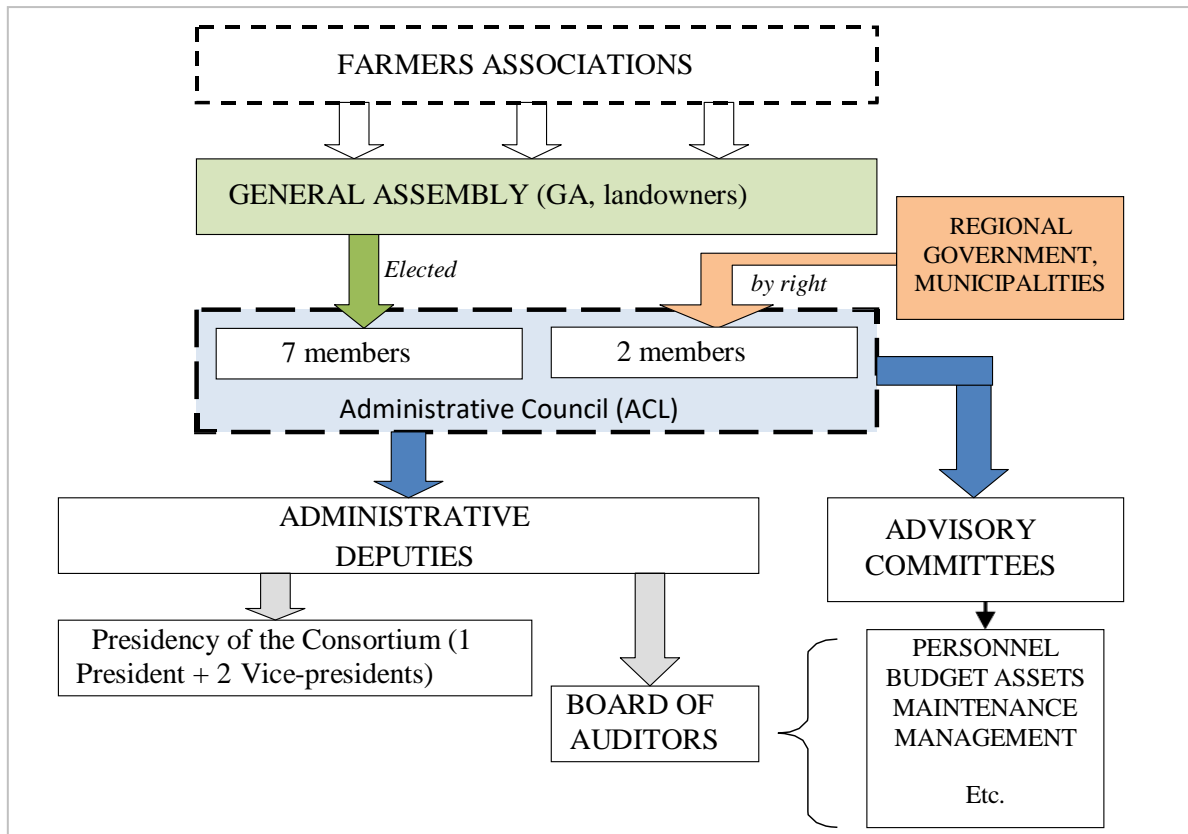 FARMERS ASSOCIATIONS
GENERAL ASSEMBLY (GA, landowners)
REGIONAL
GOVERNMENT,
MUNICIPALITIES
Elected
by right
7 members
2 members
Administrative Council (ACL)
ADMINISTRATIVE
DEPUTIES
ADVISORY
COMMITTEES
Presidency of the Consortium (1
President + 2 Vice-presidents)
BOARD OF
AUDITORS
PERSONNEL
BUDGET ASSETS
MAINTENANCE
MANAGEMENT
Etc.